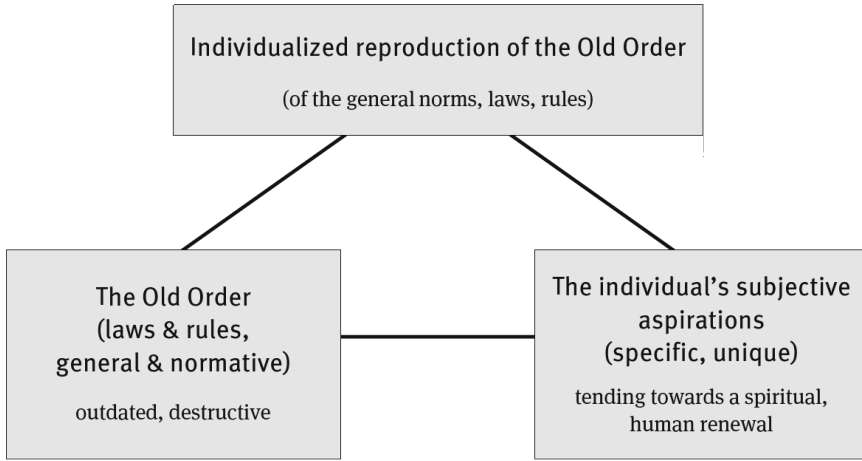 Individualized reproduction of the Old Order
(of the general norms, laws, rules)
The Old Order
(laws & rules,
general & normative)
outdated, destructive
The individual’s subjective
aspirations
(specific, unique)
tending towards a spiritual,
human renewal